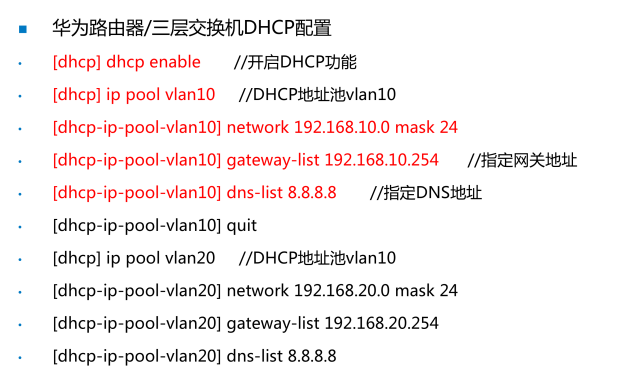 华为路由器/三层交换机DHCP配置
[dhcp] dhcp enable //开启DHCP功能
[dhcp] ip pool vlan10 //DHCP地址池vlan10
[dhcp-ip-pool-vlan10] network 192.168.10.0 mask 24
[dhcp-ip-pool-vlan10] gateway-list 192.168.10.254 //指定网关地址
[dhcp-ip-pool-vlan10] dns-list 8.8.8.8 //指定DNS地址
[dhcp-ip-pool-vlan10] quit
[dhcp] ip pool vlan20 //DHCP地址池vlan10
[dhcp-ip-pool-vlan20] network 192.168.20.0 mask 24
[dhcp-ip-pool-vlan20] gateway-list 192.168.20.254
[dhcp-ip-pool-vlan20] dns-list 8.8.8.8